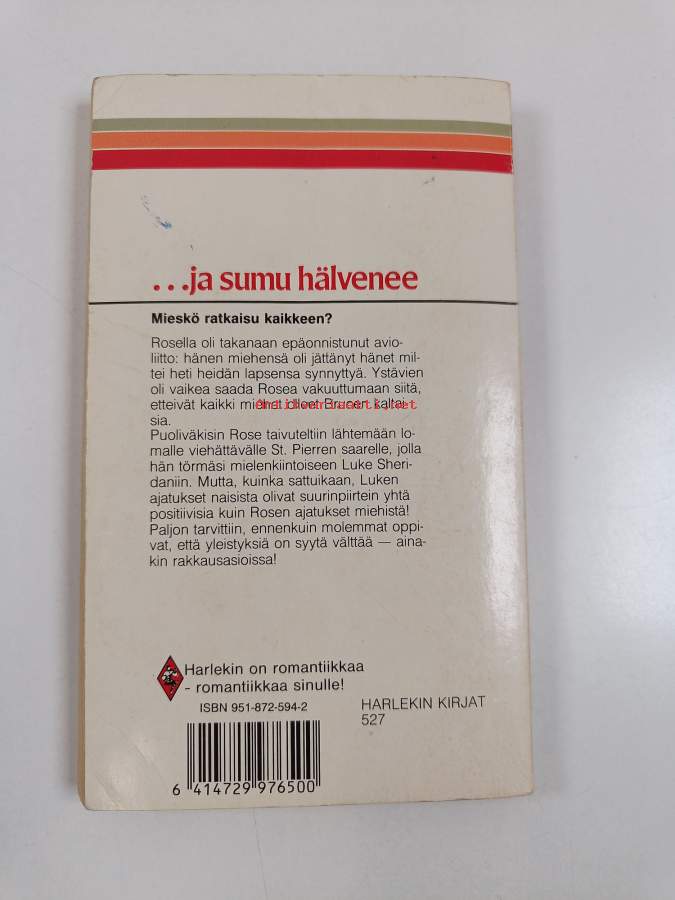 ...ja sumu hälvenee
Mieskö ratkaisu kaikkeen?
Rosella oli takanaan epäonnistunut avio-
liitto: hänen miehensä oli jättänyt hänet mil-
tei heti heidän lapsensa synnyttyä. Ystävien
oli vaikea saada Rosea vakuuttumaan siitä,
etteivät kaikki miehet olleet kaltai-
sia.
Puoliväkisin Rose taivuteltiin lähtemään lo-
malle viehättävälle St. Pierren saarelle, jolla
hän törmäsi mielenkiintoiseen Luke Sheri-
daniin. Mutta, kuinka sattuikaan, Luken
ajatukset naisista olivat suurinpiirtein yhtä
positiivisia kuin Rosen ajatukset miehistä!
Paljon tarvittiin, ennenkuin molemmat oppi-
vat, että yleistyksiä on syytä välttää — aina-
kin rakkausasioissa!
Harlekin on romantiikkaa
- romantiikkaa sinulle!
ISBN 951-872-594-2
HARLEKIN KIRJAT
527
6 414729 976500